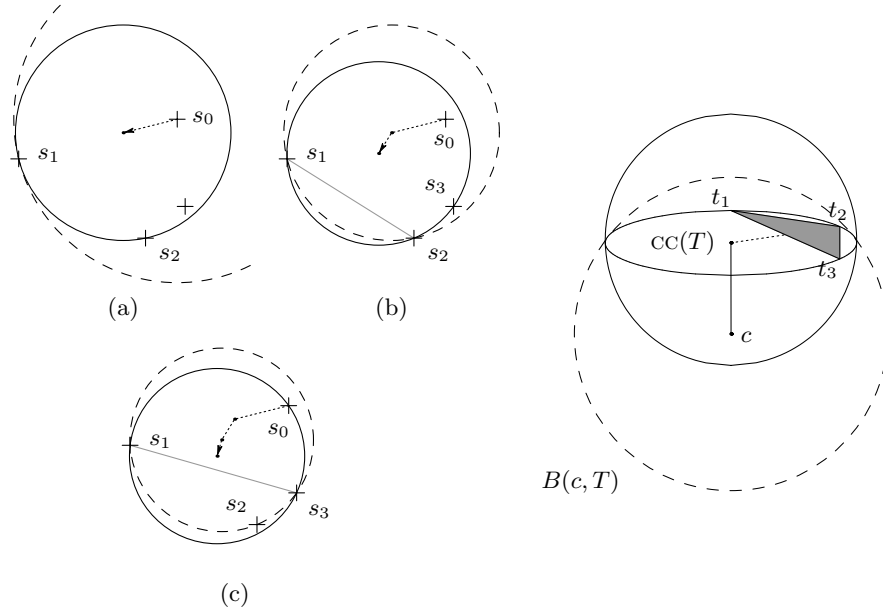 s₀
s₁
s₂
(a)
s₀
s₁
s₃
s₂
(b)
s₀
s₁
s₂
s₃
(c)
t₁
t₂
CC(T)
t₃
c
B(c, T)